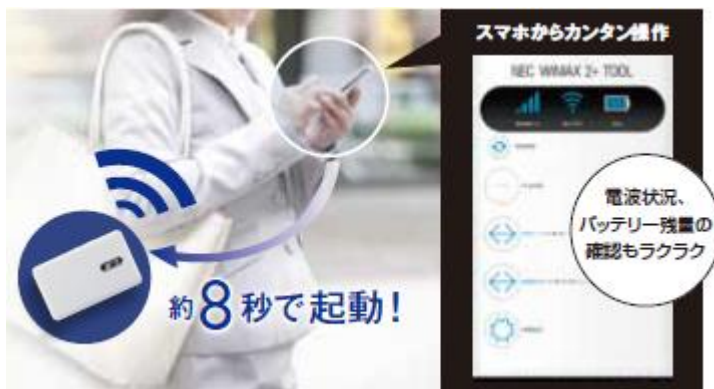 スマホからカンタン操作
NEC WiMAX 2+ TOOL
電波状況、
バッテリー残量の
確認もラクラク
約8秒で起動!